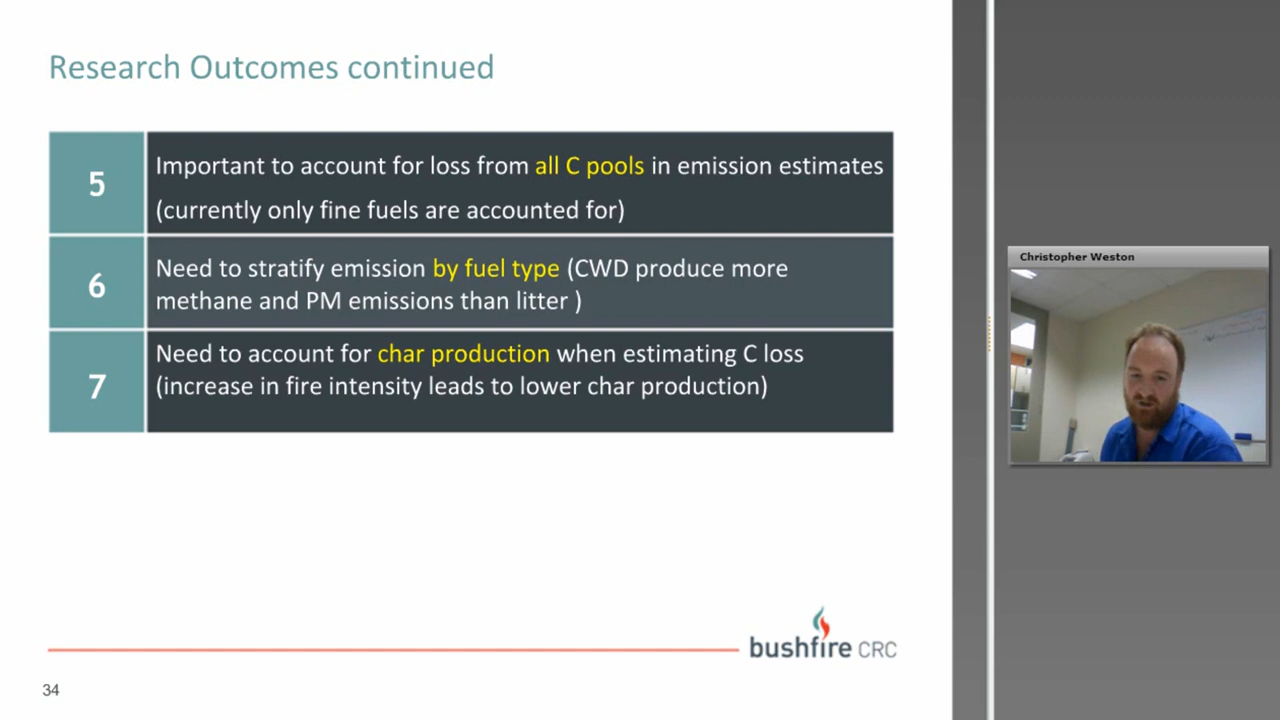 Research Outcomes continued
5
Important to account for loss from all C pools in emission estimates
(currently only fine fuels are accounted for)
6
Need to stratify emission by fuel type (CWD produce more
methane and PM emissions than litter )
7
Need to account for char production when estimating C loss
(increase in fire intensity leads to lower char production)
bushfire CRC
34
Christopher Weston